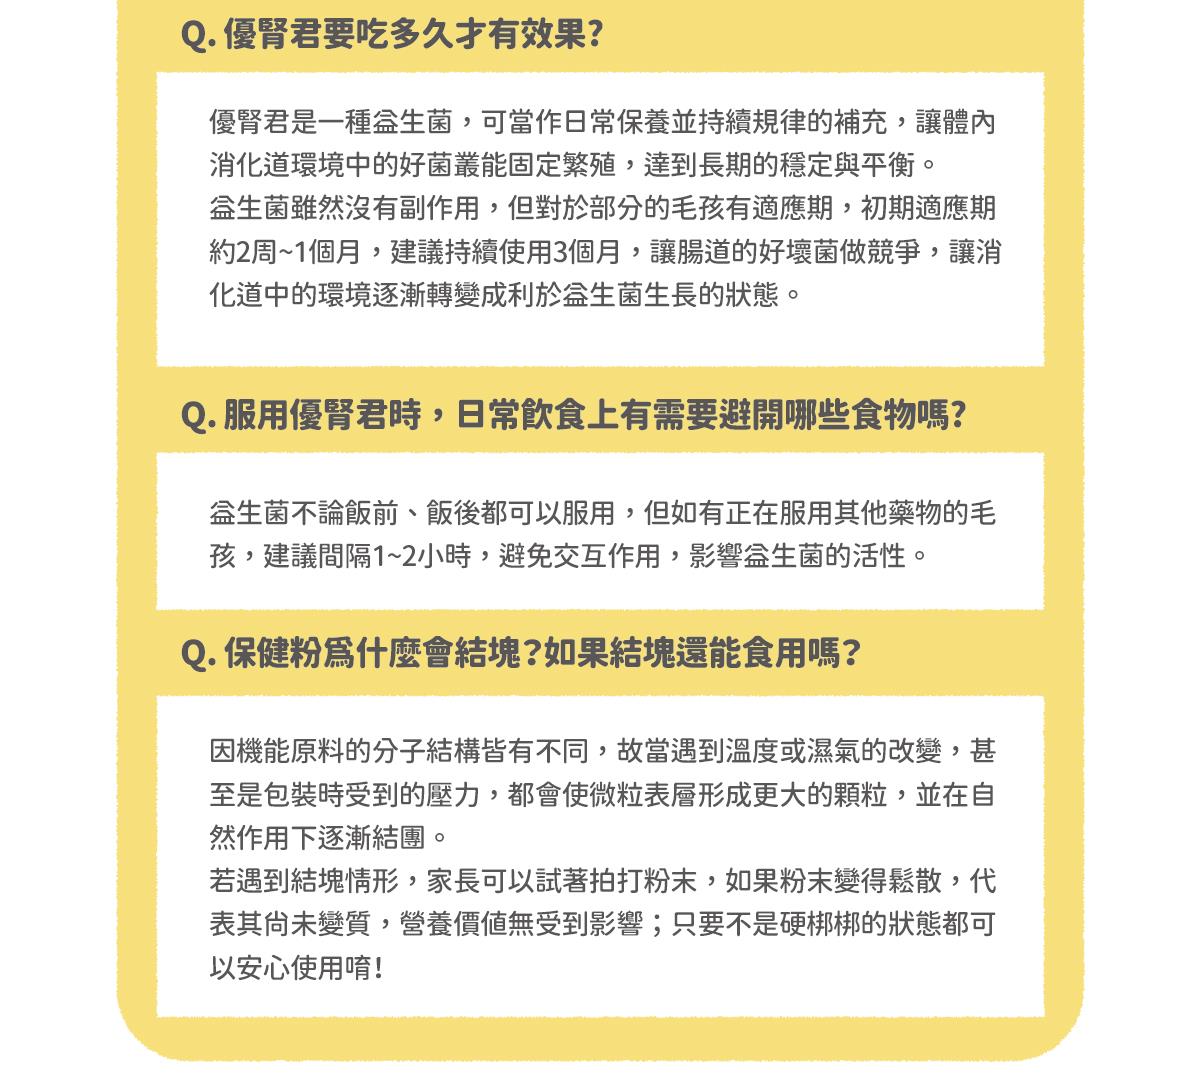 Q. 優腎君要吃多久才有效果?
優腎君是一種益生菌，可當作日常保養並持續規律的補充，讓體內
消化道環境中的好菌叢能固定繁殖，達到長期的穩定與平衡。
益生菌雖然沒有副作用，但對於部分的毛孩有適應期，初期適應期
約2周~1個月，建議持續使用3個月，讓腸道的好壞菌做競爭，讓消
化道中的環境逐漸轉變成利於益生菌生長的狀態。
Q. 服用優腎君時，日常飲食上有需要避開哪些食物嗎?
益生菌不論飯前、飯後都可以服用，但如有正在服用其他藥物的毛
孩，建議間隔1~2小時，避免交互作用，影響益生菌的活性。
Q. 保健粉為什麼會結塊?如果結塊還能食用嗎?
因機能原料的分子結構皆有不同，故當遇到溫度或濕氣的改變，甚
至是包裝時受到的壓力，都會使微粒表層形成更大的顆粒，並在自
然作用下逐漸結團。
若遇到結塊情形，家長可以試著拍打粉末，如果粉末變得鬆散，代
表其尚未變質，營養價值無受到影響；只要不是硬梆梆的狀態都可
以安心使用唷!